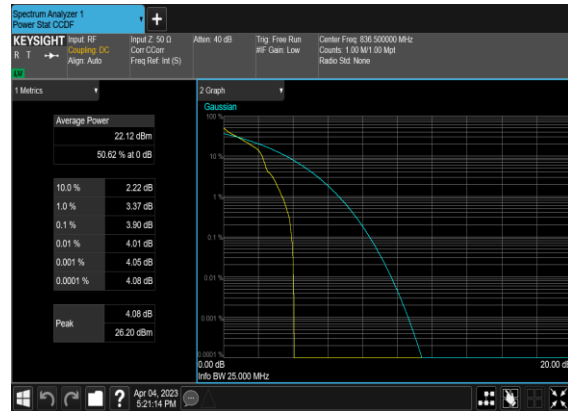 Spectrum Analyzer 1
Power Stat CCDF
KEYSIGHT
R T
LV
Input: RF
Coupling: DC
Align: Auto
Input Z: 50 Ω
Corr CCorr
Freq Ref: Int (S)
Atten: 40 dB
Trig: Free Run
#IF Gain: Low
Center Freq: 836.500000 MHz
Counts: 1.00 M/1.00 Mpt
Radio Std: None
1 Metrics
Average Power
22.12 dBm
50.62 % at 0 dB
10.0 % 2.22 dB
1.0 % 3.37 dB
0.1 % 3.90 dB
0.01 % 4.01 dB
0.001 % 4.05 dB
0.0001 % 4.08 dB
Peak
4.08 dB
26.20 dBm
2 Graph
Gaussian
100 %
10 %
1 %
0.1 %
0.01 %
0.001 %
0.0001 %
0.00 dB
20.00 dB
Info BW 25.000 MHz
?
Apr 04, 2023
5:21:14 PM